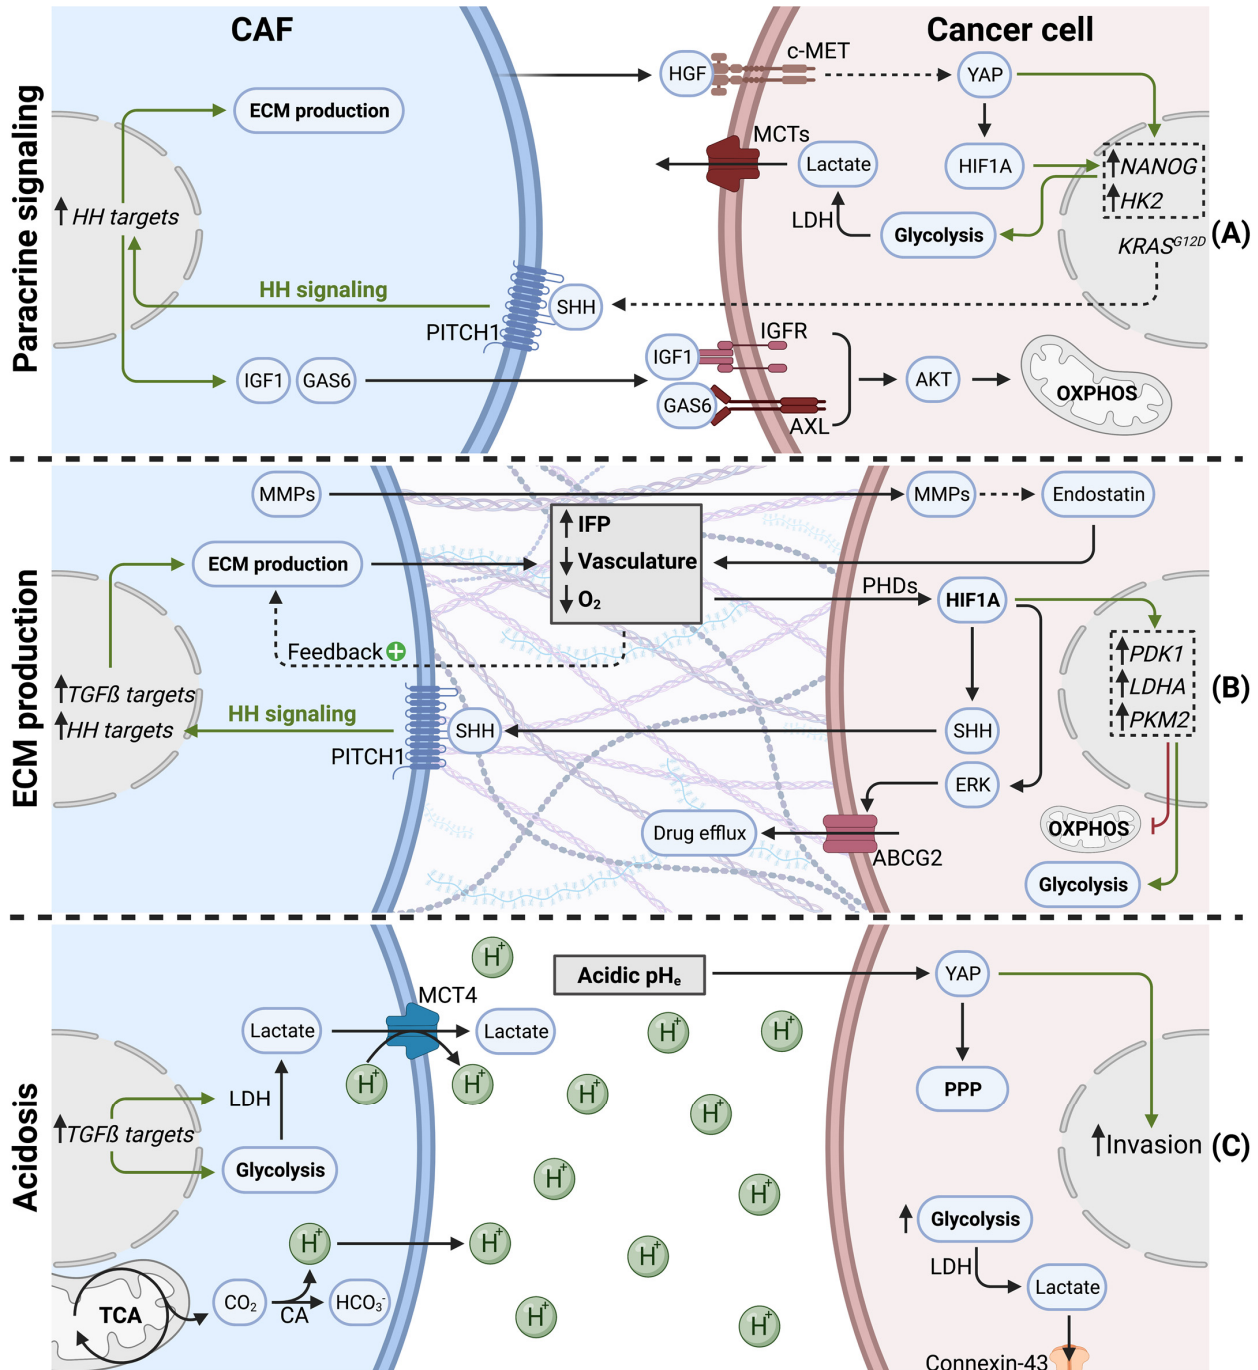 CAF
Cancer cell
Paracrine signaling
ECM production
HH targets
HH signaling
PITCH1
SHH
IGF1
GAS6
HGF
c-MET
YAP
MCTs
Lactate
HIF1A
NANOG
HK2
LDH
Glycolysis
KRASG12D
(A)
IGF1
IGFR
GAS6
AXL
AKT
OXPHOS
ECM production
MMPs
MMPs
Endostatin
ECM production
IFP
Vasculature
O₂
PHDs
HIF1A
Feedback +
PDK1
LDHA
PKM2
(B)
TGFß targets
HH targets
HH signaling
PITCH1
SHH
SHH
ERK
OXPHOS
Drug efflux
ABCG2
Glycolysis
Acidosis
H+
Acidic pHe
YAP
MCT4
Lactate
Lactate
H+
H+
H+
H+
H+
H+
PPP
LDH
TGFß targets
Glycolysis
Invasion
(C)
H+
H+
H+
H+
H+
Glycolysis
LDH
Lactate
TCA
CO₂
CA
HCO₃-
H+
H+
Connexin-43